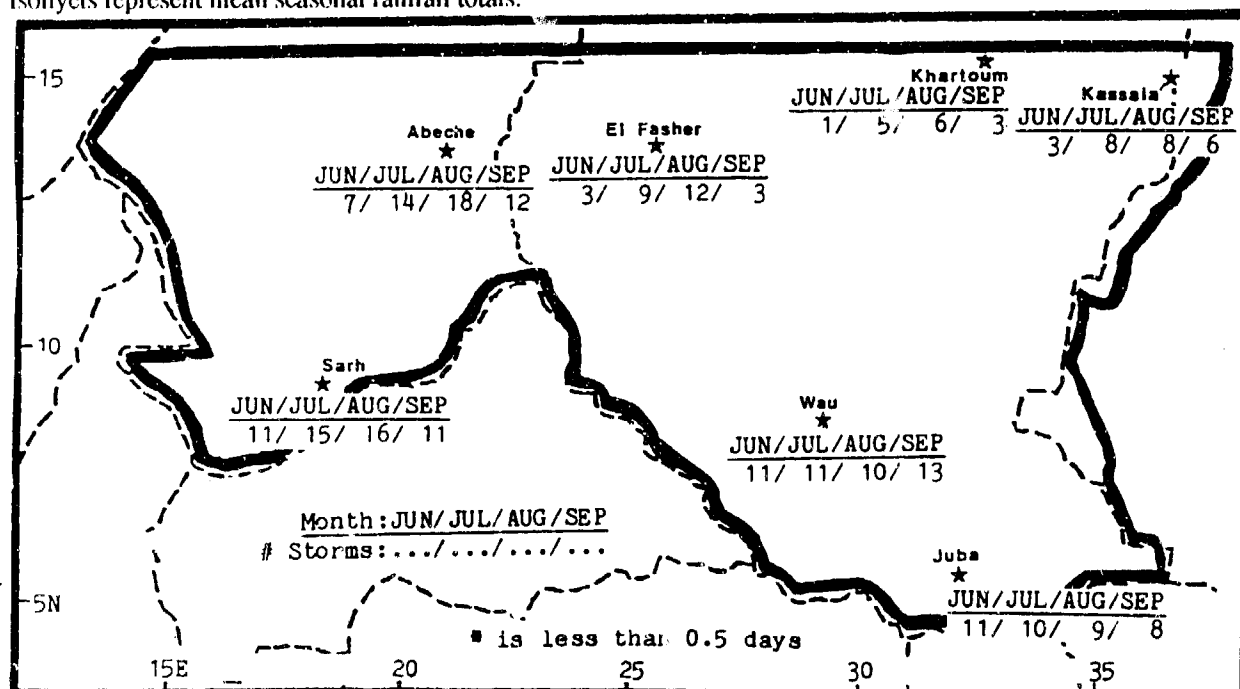 isohyets represent mean seasonal rainfall totals.
15
Khartoum
JUN/JUL/AUG/SEP
1/ 5/ 6/ 3
Kassala
JUN/JUL/AUG/SEP
3/ 8/ 8/ 6
Abeche
JUN/JUL/AUG/SEP
7/ 14/ 18/ 12
El Fasher
JUN/JUL/AUG/SEP
3/ 9/ 12/ 3
10
Sarh
JUN/JUL/AUG/SEP
11/ 15/ 16/ 11
Wau
JUN/JUL/AUG/SEP
11/ 11/ 10/ 13
Month:JUN/JUL/AUG/SEP
# Storms:.../.../.../...
Juba
JUN/JUL/AUG/SEP
11/ 10/ 9/ 8
5N
is less than 0.5 days
15E 20 25 30 35